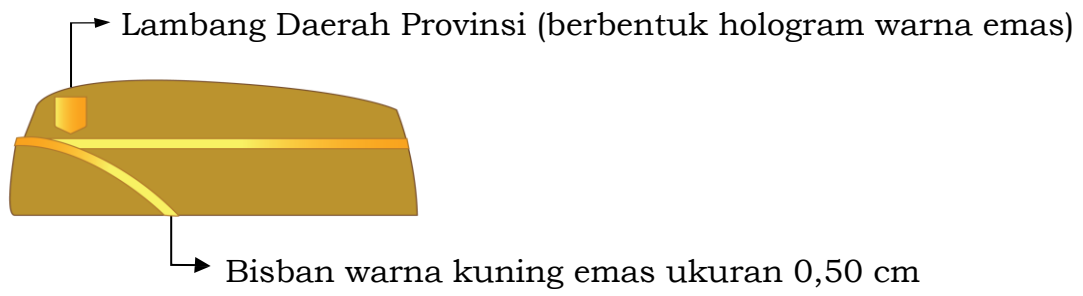 Lambang Daerah Provinsi (berbentuk hologram warna emas)
Bisban warna kuning emas ukuran 0,50 cm